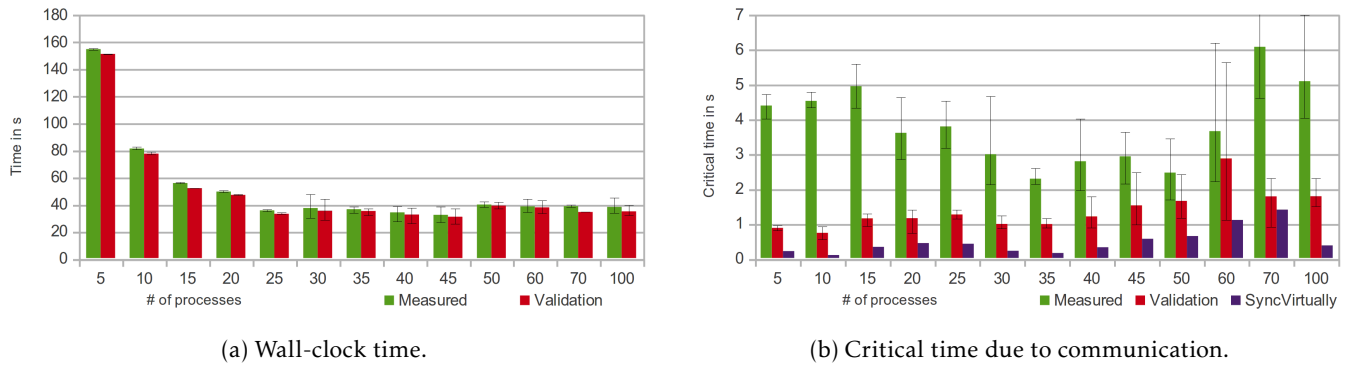 180
160
140
120
100
80
60
40
20
0
Time in s
5 10 15 20 25 30 35 40 45 50 60 70 100
# of processes
Measured Validation
(a) Wall-clock time.
7
6
5
4
3
2
1
0
Critical time in s
5 10 15 20 25 30 35 40 45 50 60 70 100
# of processes
Measured Validation SyncVirtually
(b) Critical time due to communication.